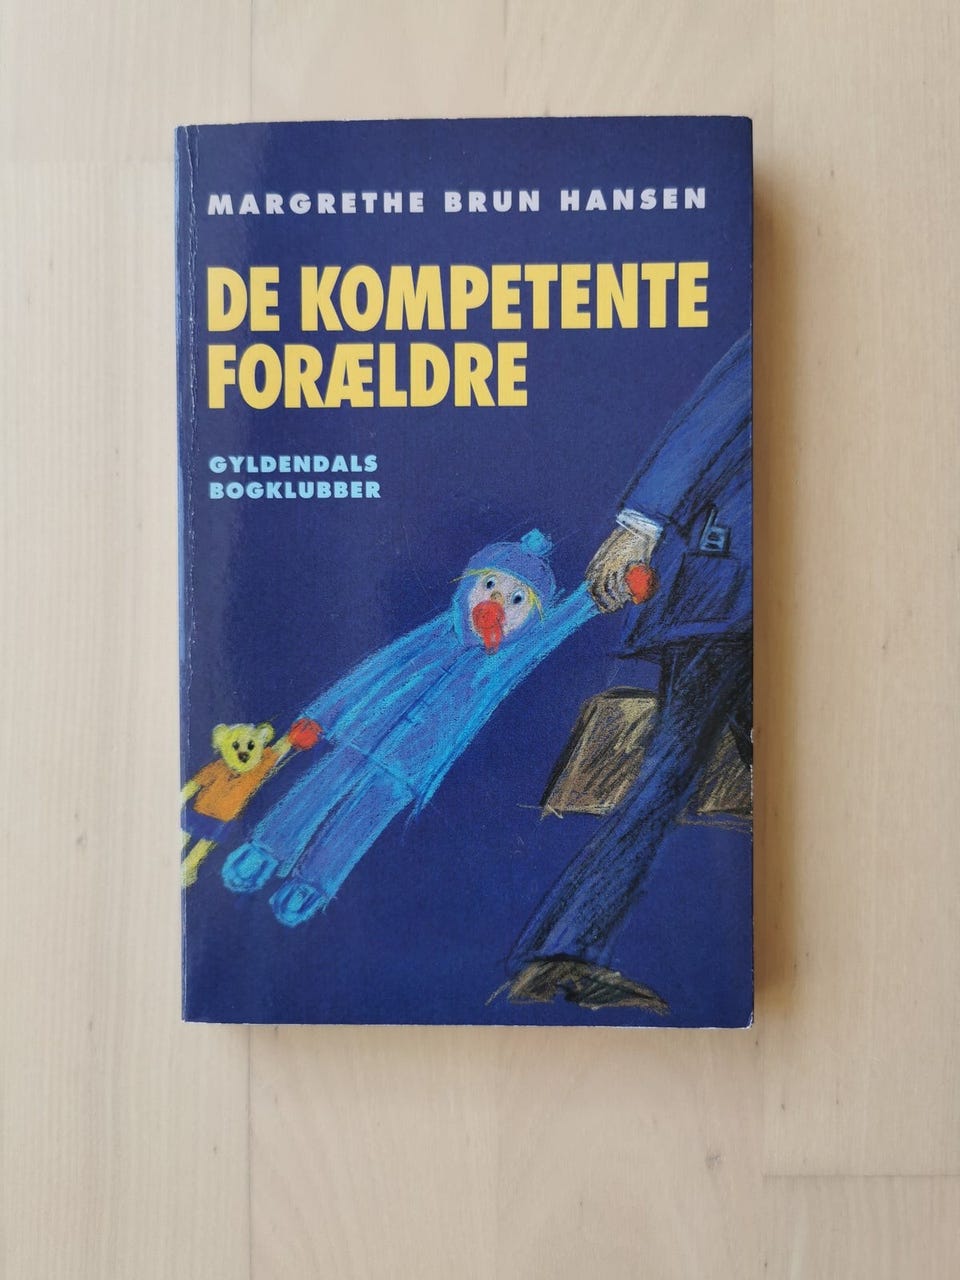 MARGRETHE BRUN HANSEN
DE KOMPETENTE
FORÆLDRE
GYLDENDALS
BOGKLUBBER